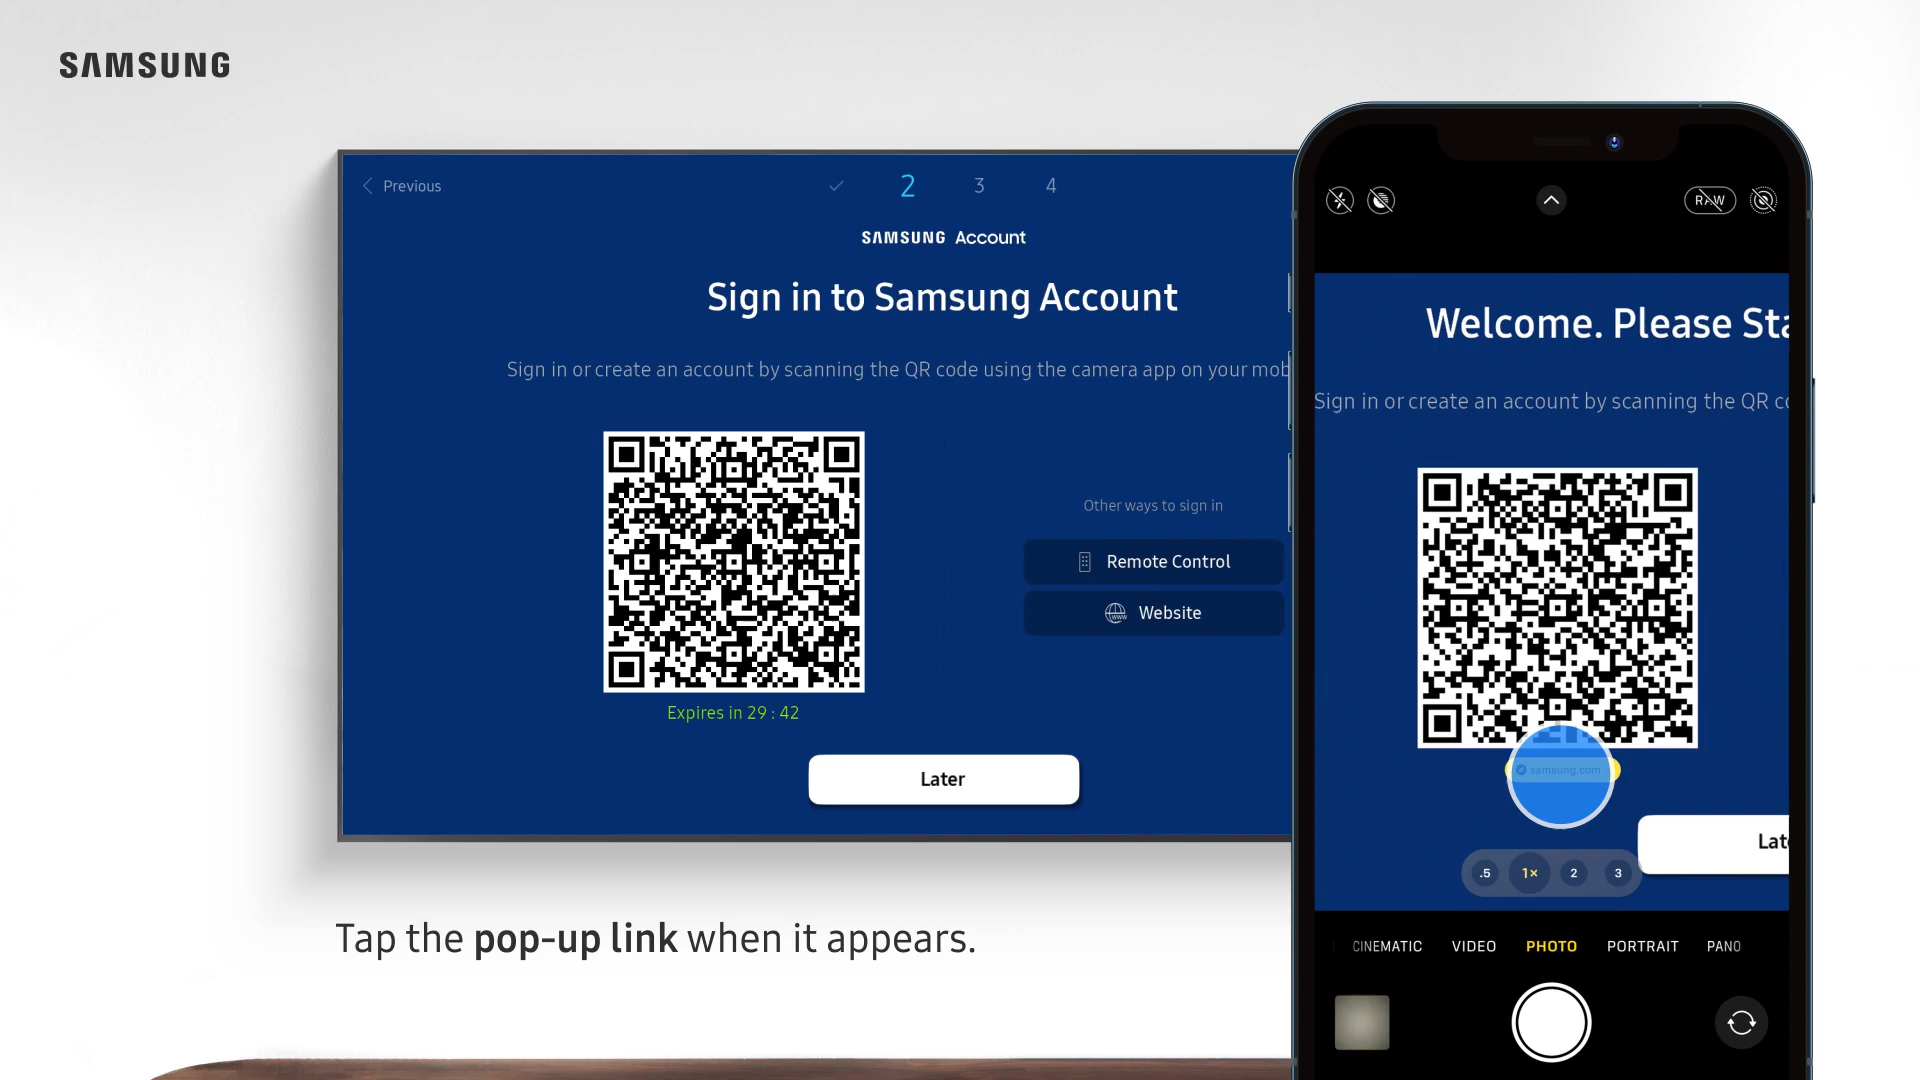 SAMSUNG
Previous
2
3
4
SAMSUNG Account
Sign in to Samsung Account
Sign in or create an account by scanning the QR code using the camera app on your mob
Other ways to sign in
Remote Control
Website
Expires in 29 : 42
Later
RAW
Welcome. Please Sta
Sign in or create an account by scanning the QR co
samsung.com
Late
.5
1×
2
3
CINEMATIC
VIDEO
PHOTO
PORTRAIT
PANO
Tap the pop-up link when it appears.